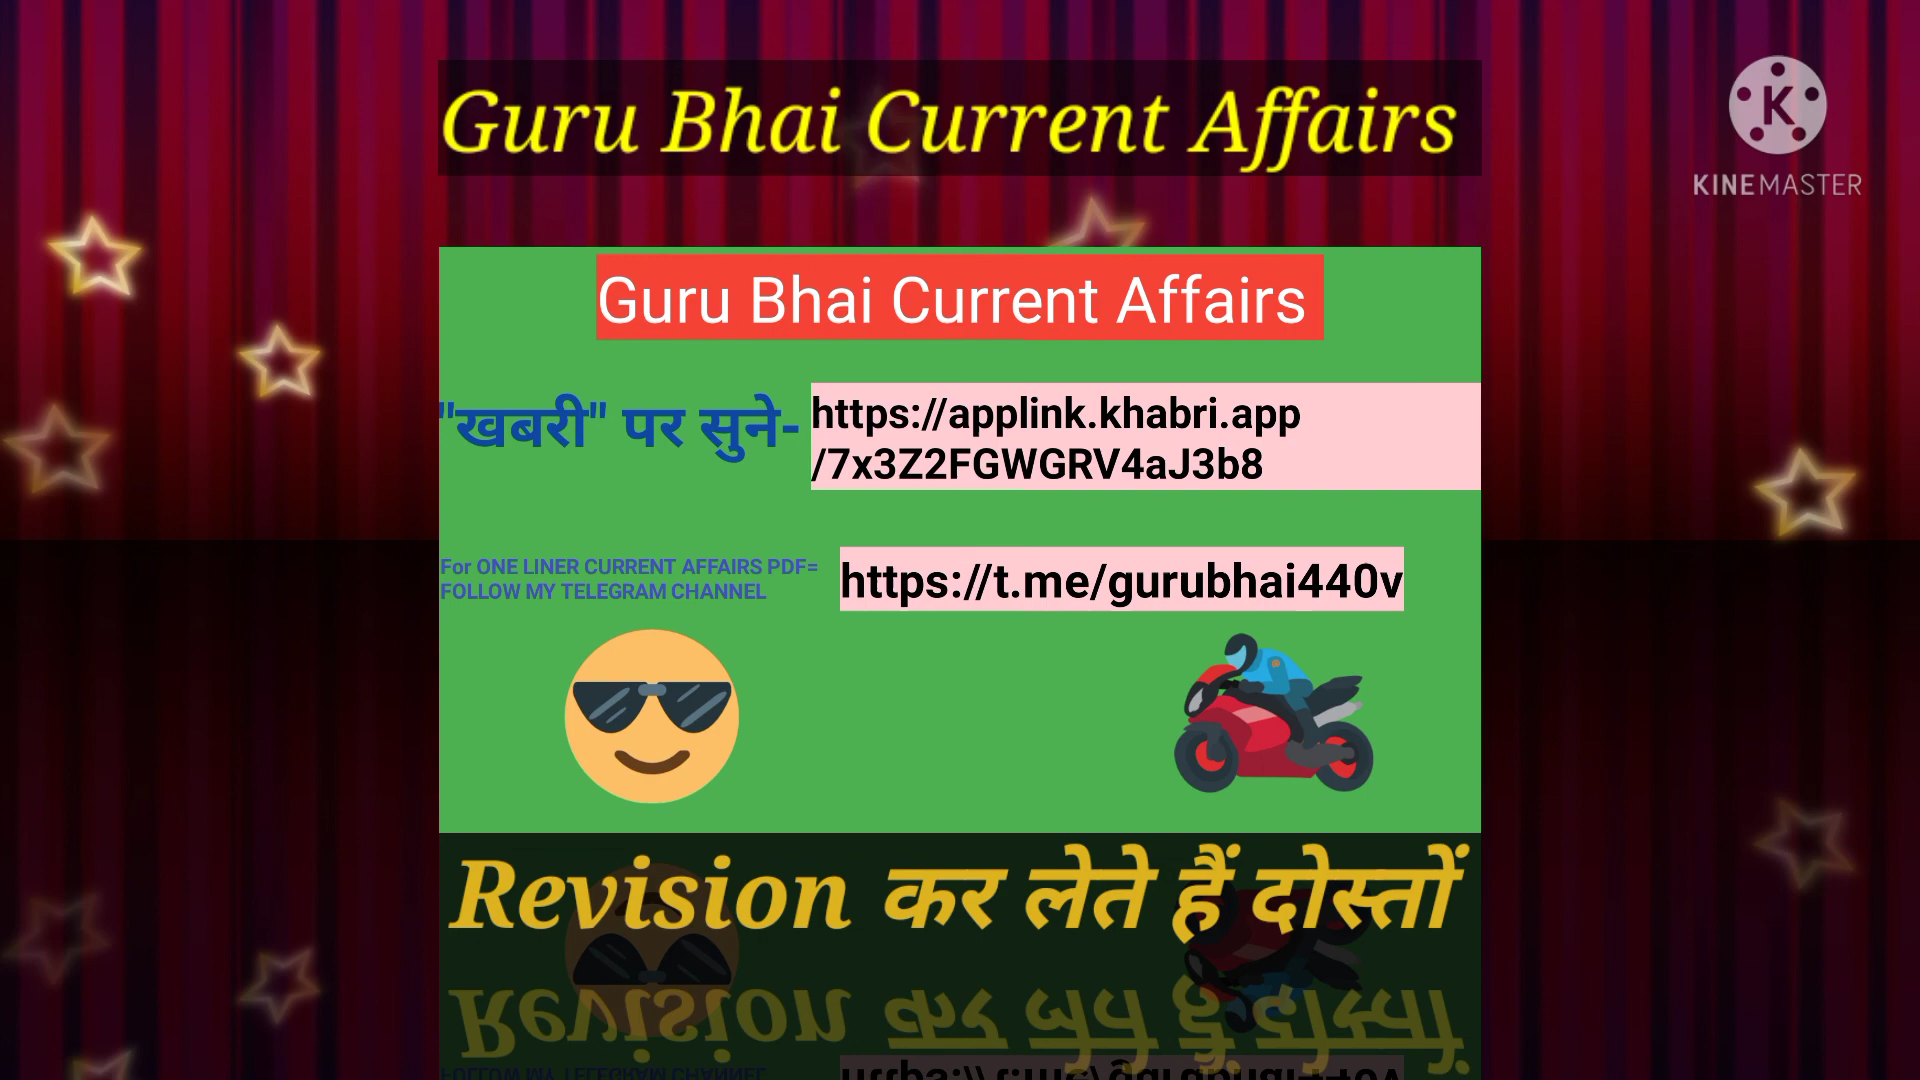 Guru Bhai Current Affairs
KINEMASTER
Guru Bhai Current Affairs
"खबरी" पर सुने-
https://applink.khabri.app
/7x3Z2FGWGRV4aJ3b8
For ONE LINER CURRENT AFFAIRS PDF=
FOLLOW MY TELEGRAM CHANNEL
https://t.me/gurubhai440v
Revision कर लेते हैं दोस्तों